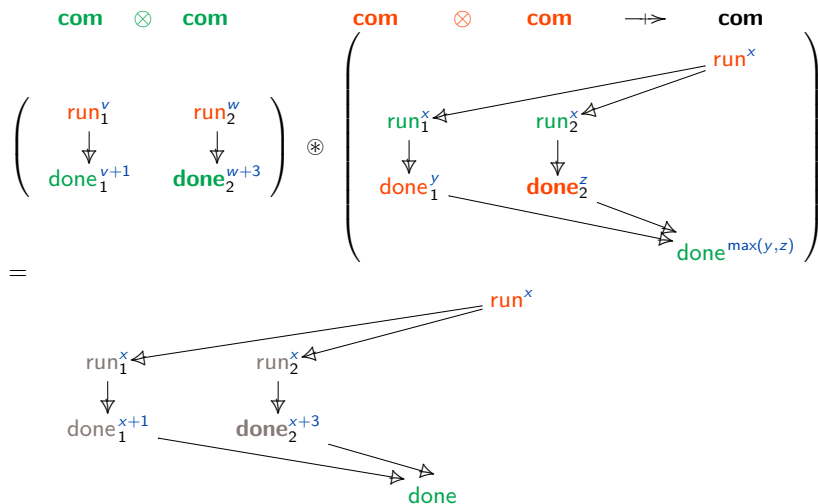 com ⊗ com com ⊗ com ⇸ com
run^x
run_1^v run_2^w run_1^x run_2^x
⊛
done_1^{v+1} done_2^{w+3} done_1^y done_2^z
done^{max(y,z)}
=
run^x
run_1^x run_2^x
done_1^{x+1} done_2^{x+3}
done